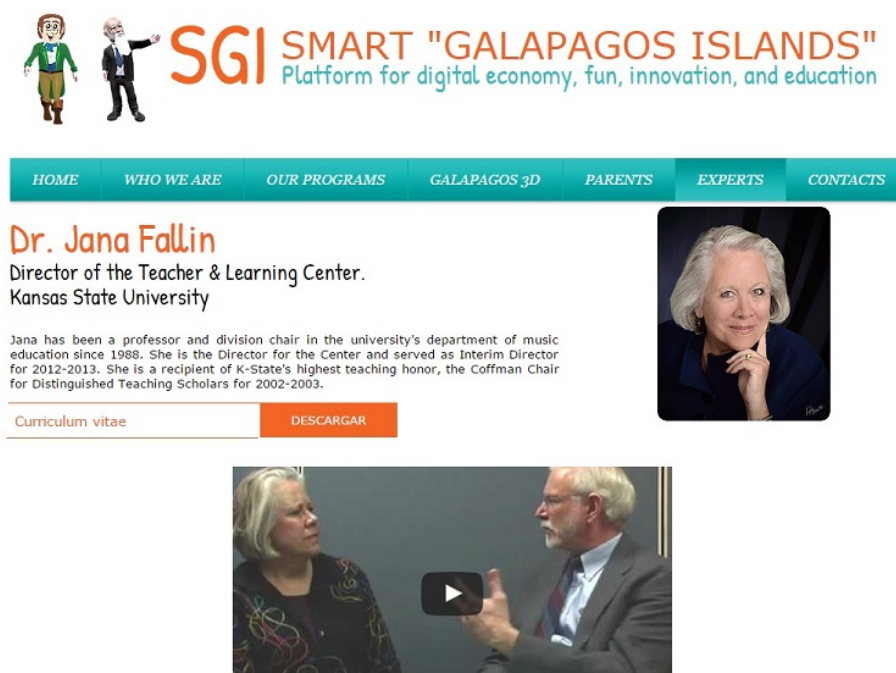 SGI SMART "GALAPAGOS ISLANDS"
Platform for digital economy, fun, innovation, and education
HOME WHO WE ARE OUR PROGRAMS GALAPAGOS 3D PARENTS EXPERTS CONTACTS
Dr. Jana Fallin
Director of the Teacher & Learning Center.
Kansas State University
Jana has been a professor and division chair in the university's department of music
education since 1988. She is the Director for the Center and served as Interim Director
for 2012-2013. She is a recipient of K-State's highest teaching honor, the Coffman Chair
for Distinguished Teaching Scholars for 2002-2003.
Curriculum vitae DESCARGAR